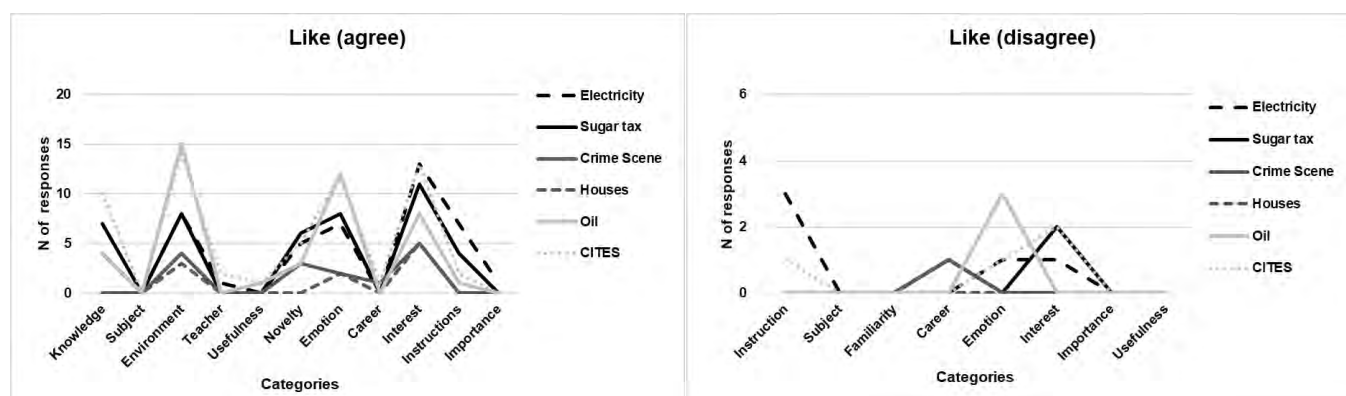 Like (agree)
N of responses
20
15
10
5
0
Knowledge
Subject
Environment
Teacher
Usefulness
Novelty
Emotion
Career
Interest
Instructions
Importance
Categories
Electricity
Sugar tax
Crime Scene
Houses
Oil
CITES
Like (disagree)
N of responses
6
4
2
0
Instruction
Subject
Familiarity
Career
Emotion
Interest
Importance
Usefulness
Categories
Electricity
Sugar tax
Crime Scene
Houses
Oil
CITES